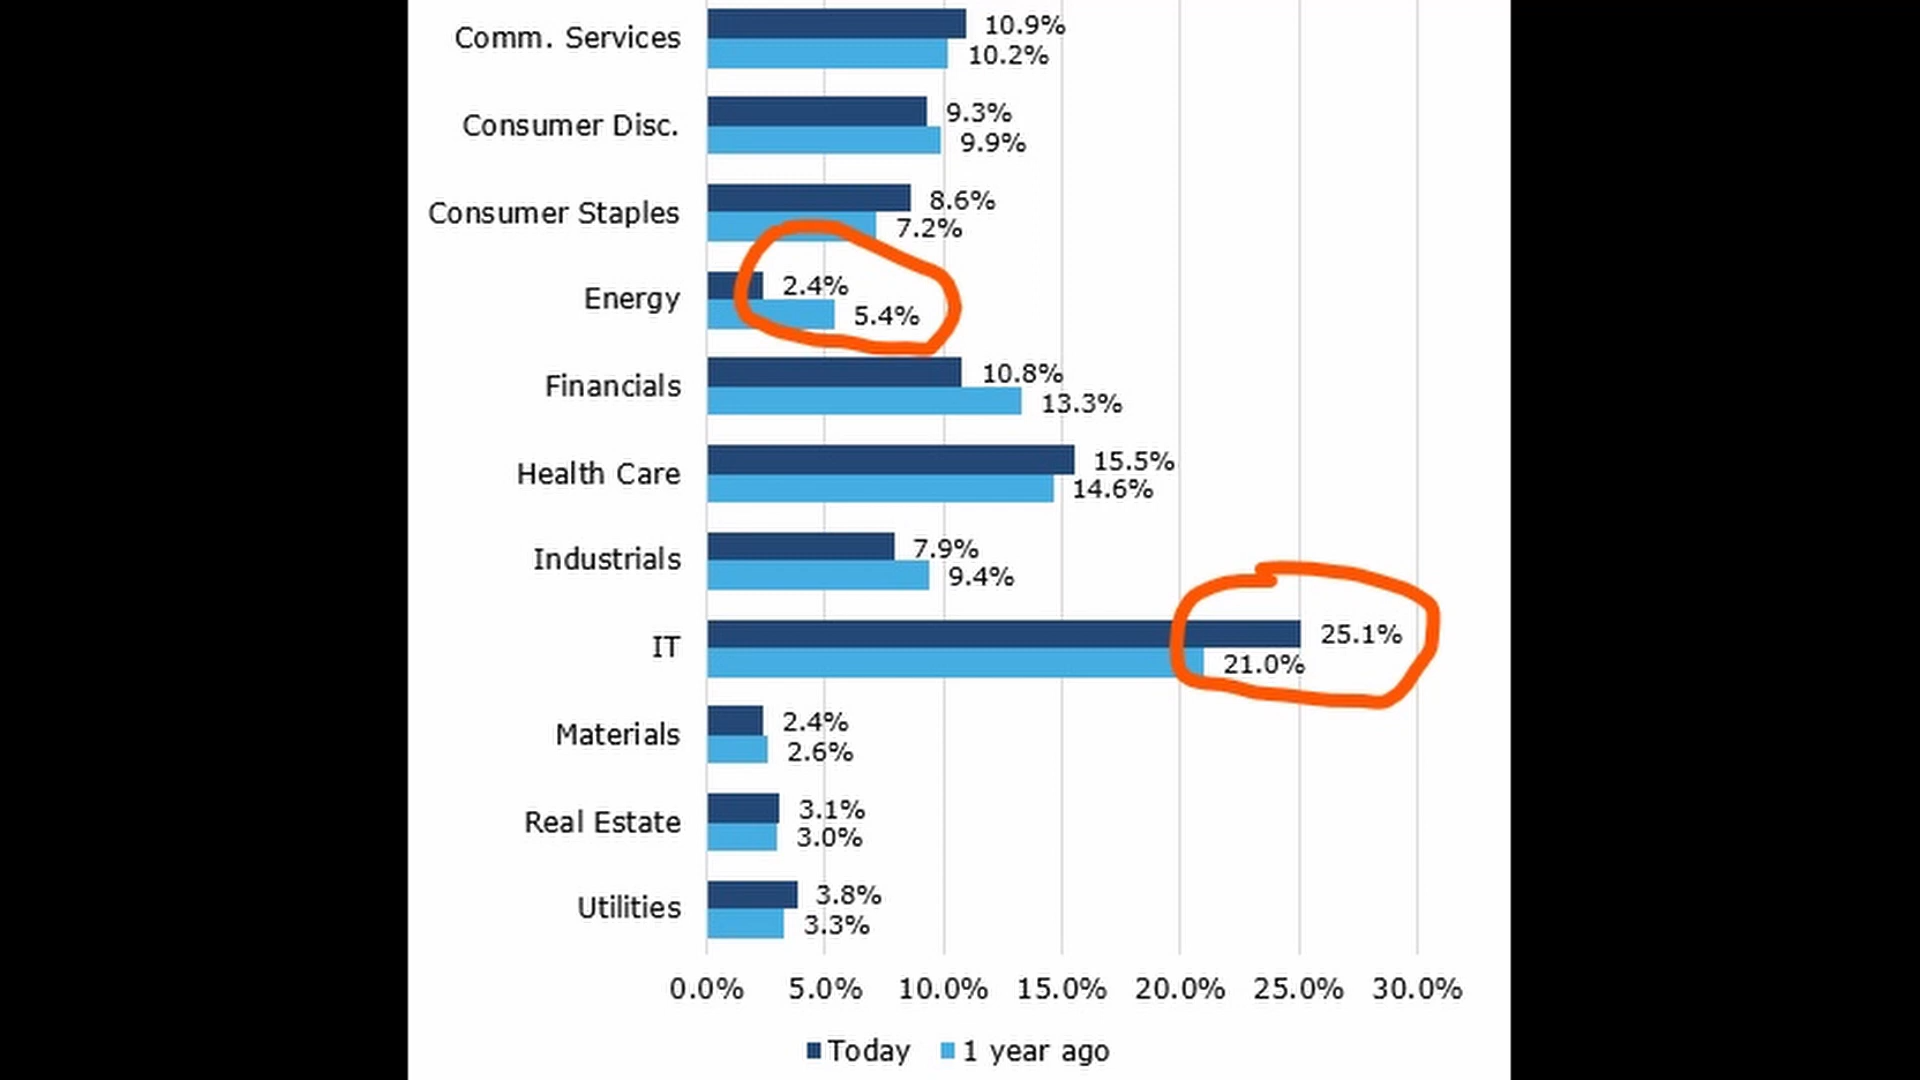 Comm. Services
10.9%
10.2%
Consumer Disc.
9.3%
9.9%
Consumer Staples
8.6%
7.2%
Energy
2.4%
5.4%
Financials
10.8%
13.3%
Health Care
15.5%
14.6%
Industrials
7.9%
9.4%
IT
25.1%
21.0%
Materials
2.4%
2.6%
Real Estate
3.1%
3.0%
Utilities
3.8%
3.3%
0.0% 5.0% 10.0% 15.0% 20.0% 25.0% 30.0%
Today 1 year ago